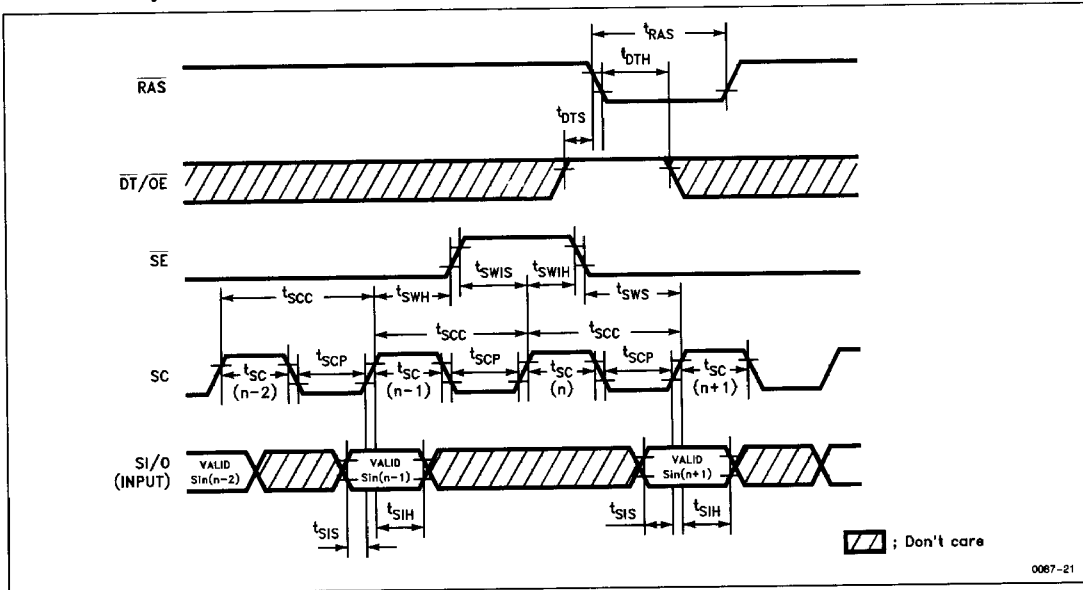 tRAS
tDTH
RAS
tDTS
DT/OE
SE
tSWIS tSWIH
tSCC tSWH tSWS
tSCC tSCC
tSCP tSCP tSCP
SC tSC tSC tSC tSC
(n-2) (n-1) (n) (n+1)
SI/O VALID VALID VALID
(INPUT) Sin(n-2) Sin(n-1) Sin(n+1)
tSIS tSIH tSIS tSIH
; Don't care
0087-21